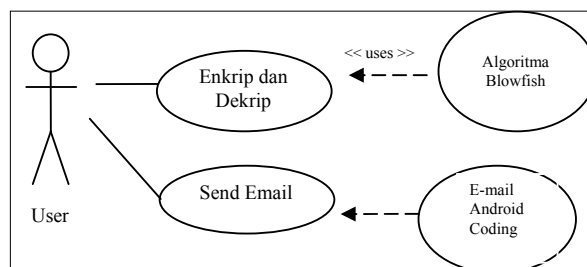 << uses >>
Enkrip dan
Dekrip
Algoritma
Blowfish
Send Email
E-mail
Android
Coding
User